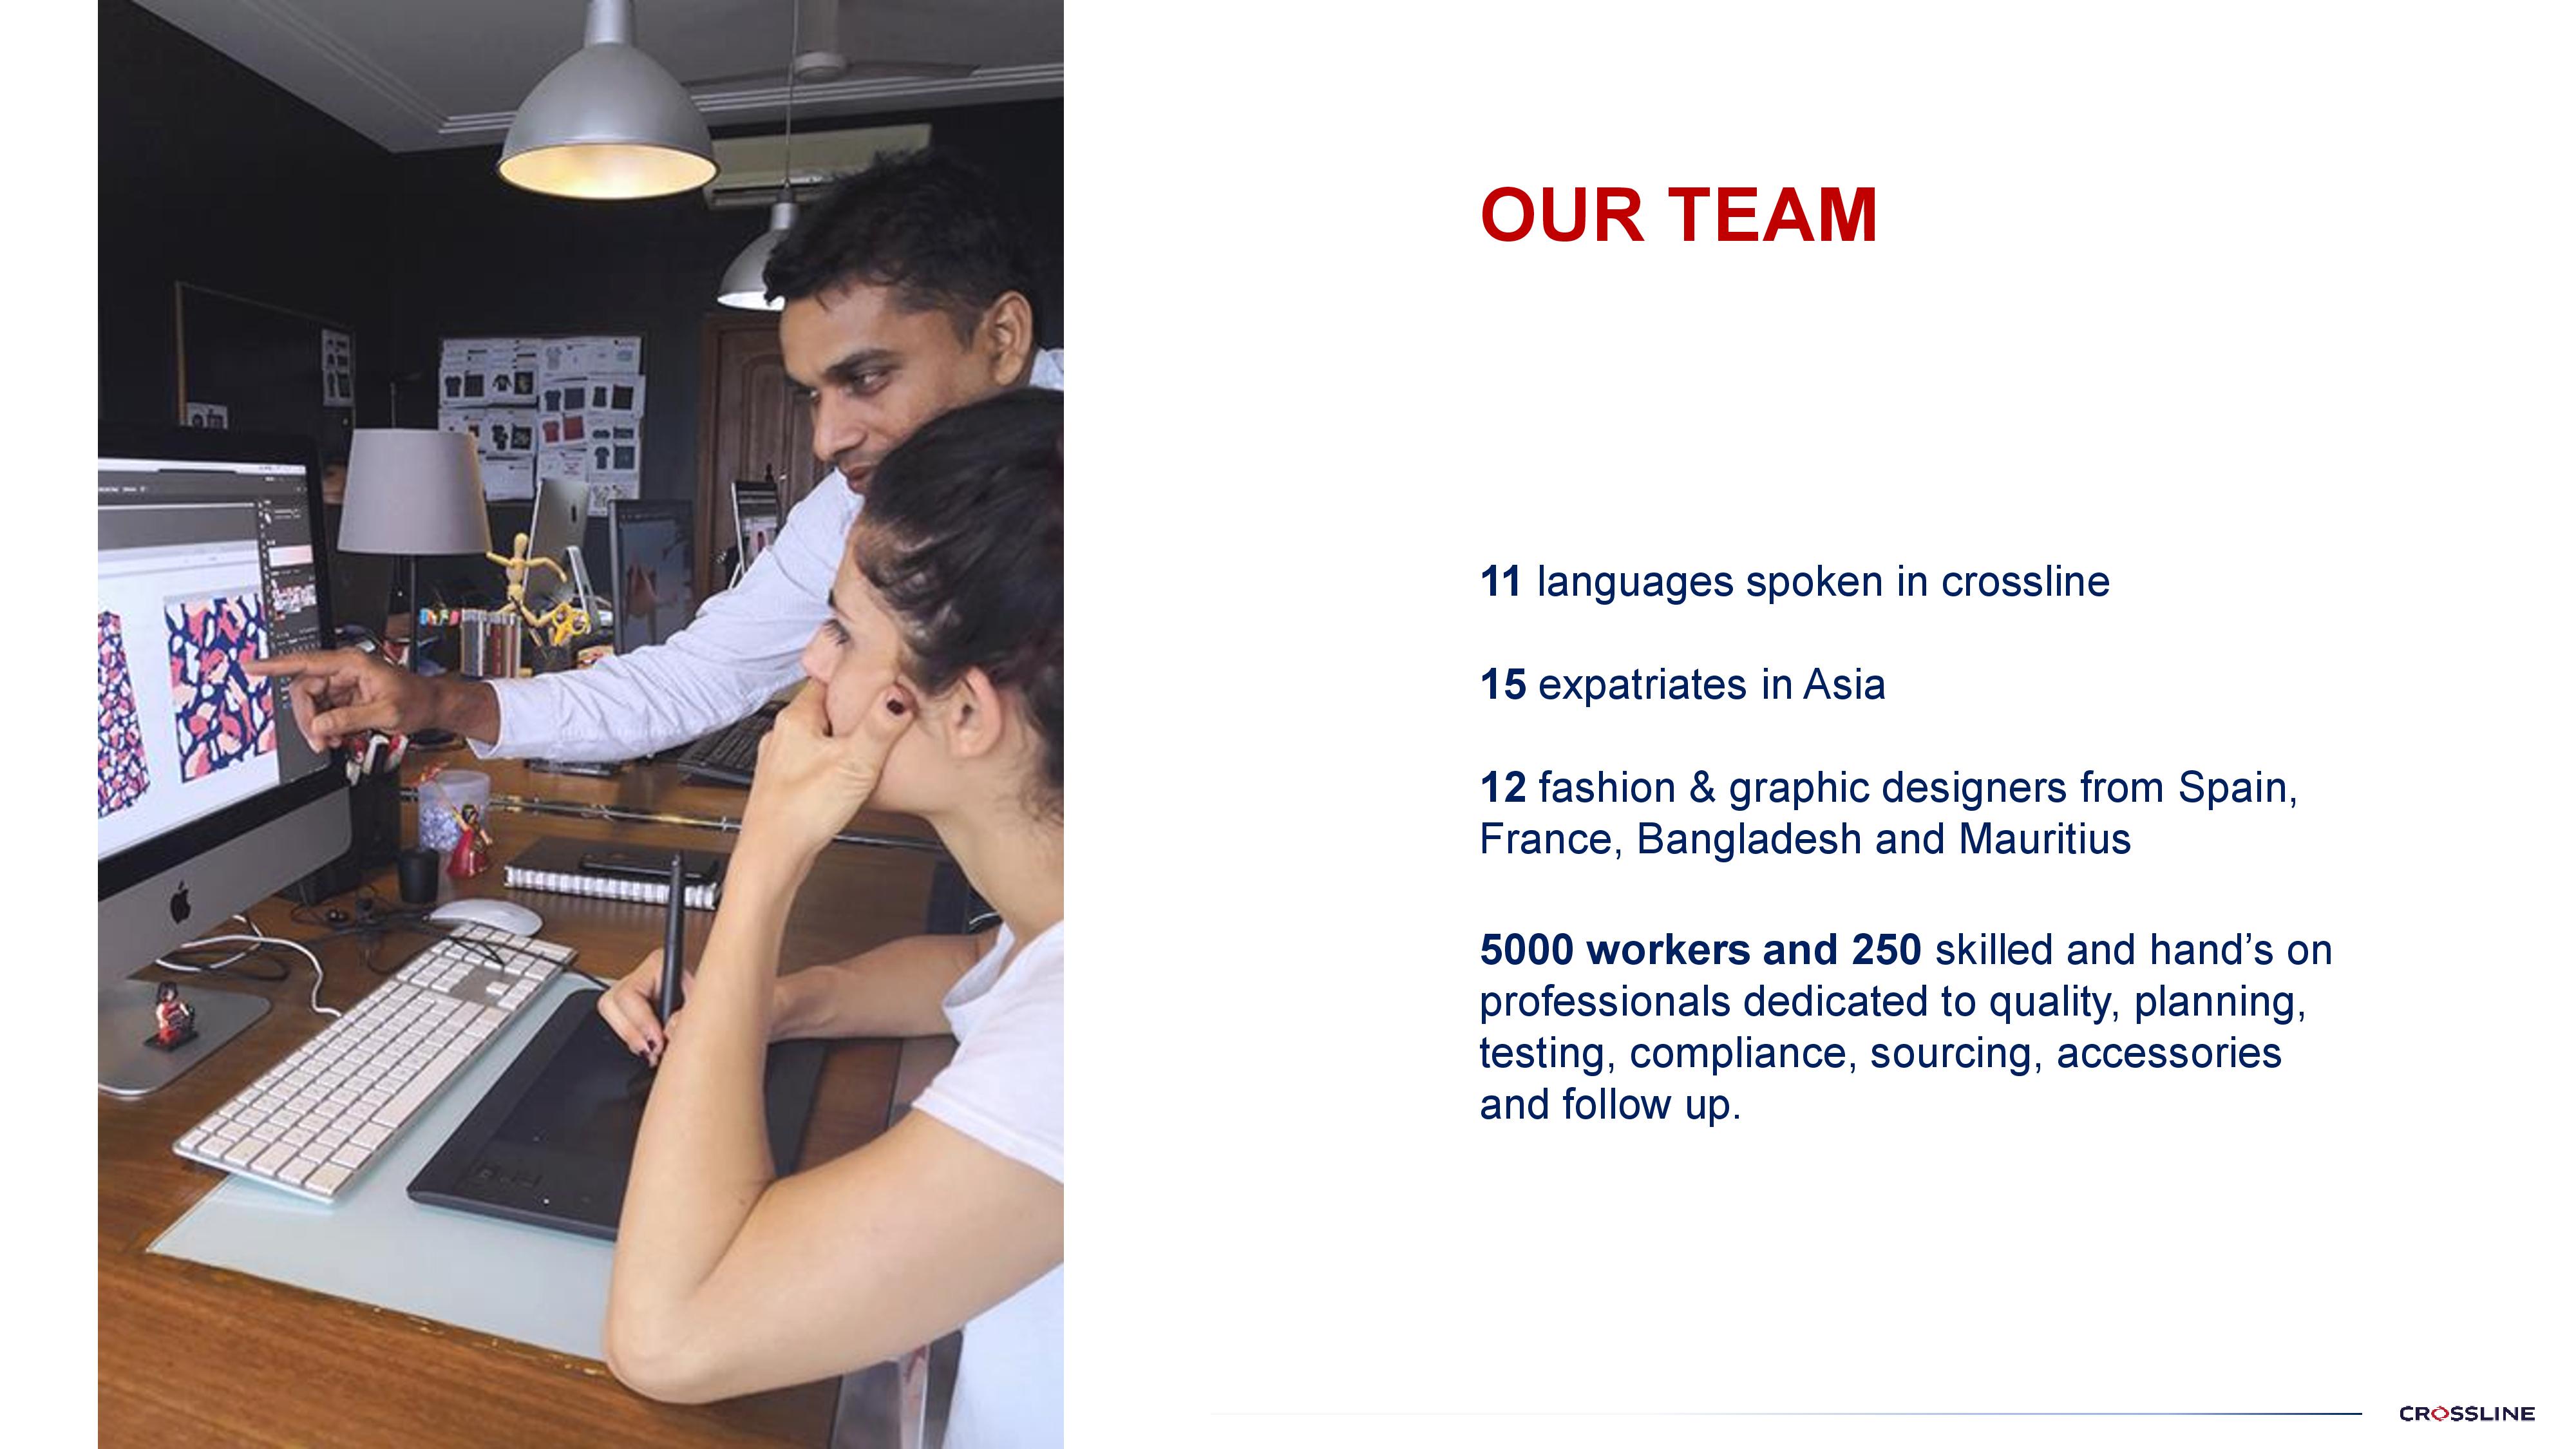 OUR TEAM
11 languages spoken in crossline
15 expatriates in Asia
12 fashion & graphic designers from Spain,
France, Bangladesh and Mauritius
5000 workers and 250 skilled and hand’s on
professionals dedicated to quality, planning,
testing, compliance, sourcing, accessories
and follow up.
CROSSLINE